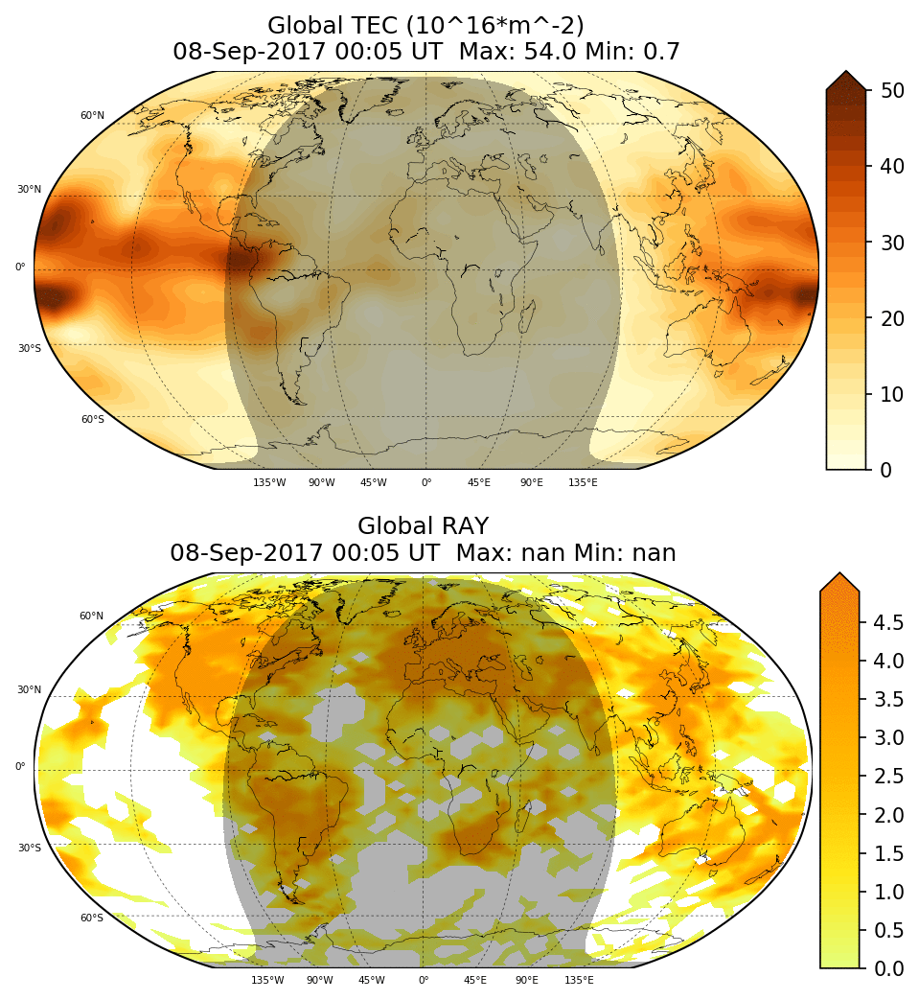 Global TEC (10^16*m^-2)
08-Sep-2017 00:05 UT  Max: 54.0 Min: 0.7
60°N
30°N
0°
30°S
60°S
135°W 90°W 45°W 0° 45°E 90°E 135°E
50
40
30
20
10
0
Global RAY
08-Sep-2017 00:05 UT  Max: nan Min: nan
60°N
30°N
0°
30°S
60°S
135°W 90°W 45°W 0° 45°E 90°E 135°E
4.5
4.0
3.5
3.0
2.5
2.0
1.5
1.0
0.5
0.0